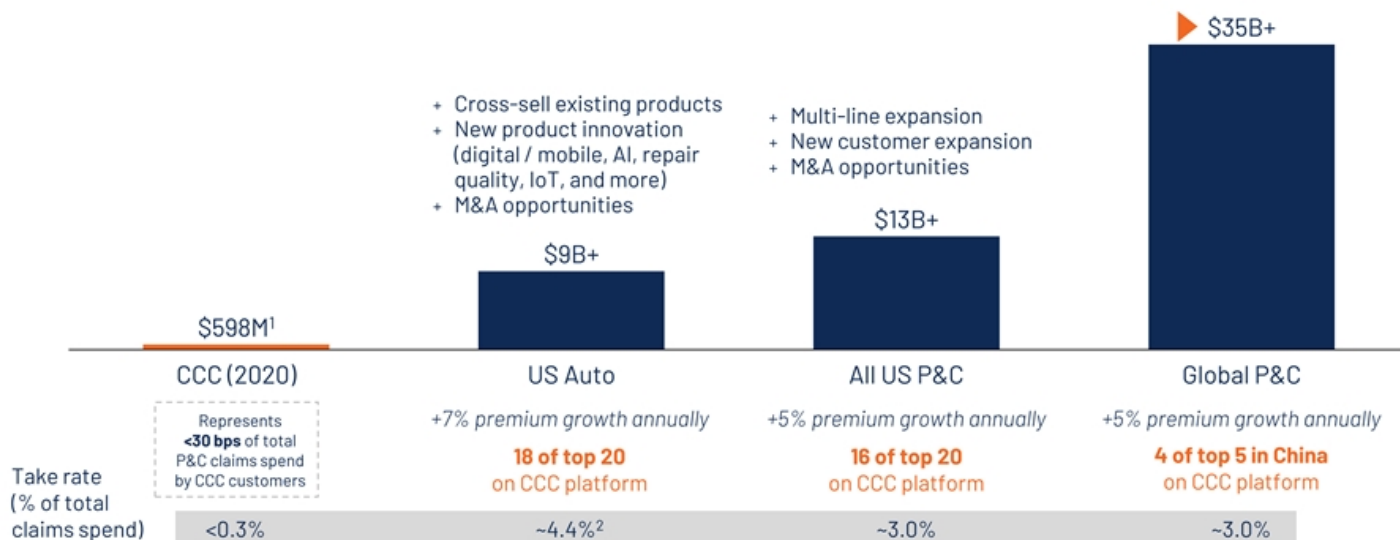 $35B+
+ Cross-sell existing products
+ New product innovation
(digital / mobile, AI, repair
quality, IoT, and more)
+ M&A opportunities
+ Multi-line expansion
+ New customer expansion
+ M&A opportunities
$13B+
$9B+
$598M¹
CCC (2020)
US Auto
All US P&C
Global P&C
Represents
<30 bps of total
P&C claims spend
by CCC customers
+7% premium growth annually
+5% premium growth annually
+5% premium growth annually
18 of top 20
on CCC platform
16 of top 20
on CCC platform
4 of top 5 in China
on CCC platform
Take rate
(% of total
claims spend)
<0.3%
~4.4%²
~3.0%
~3.0%